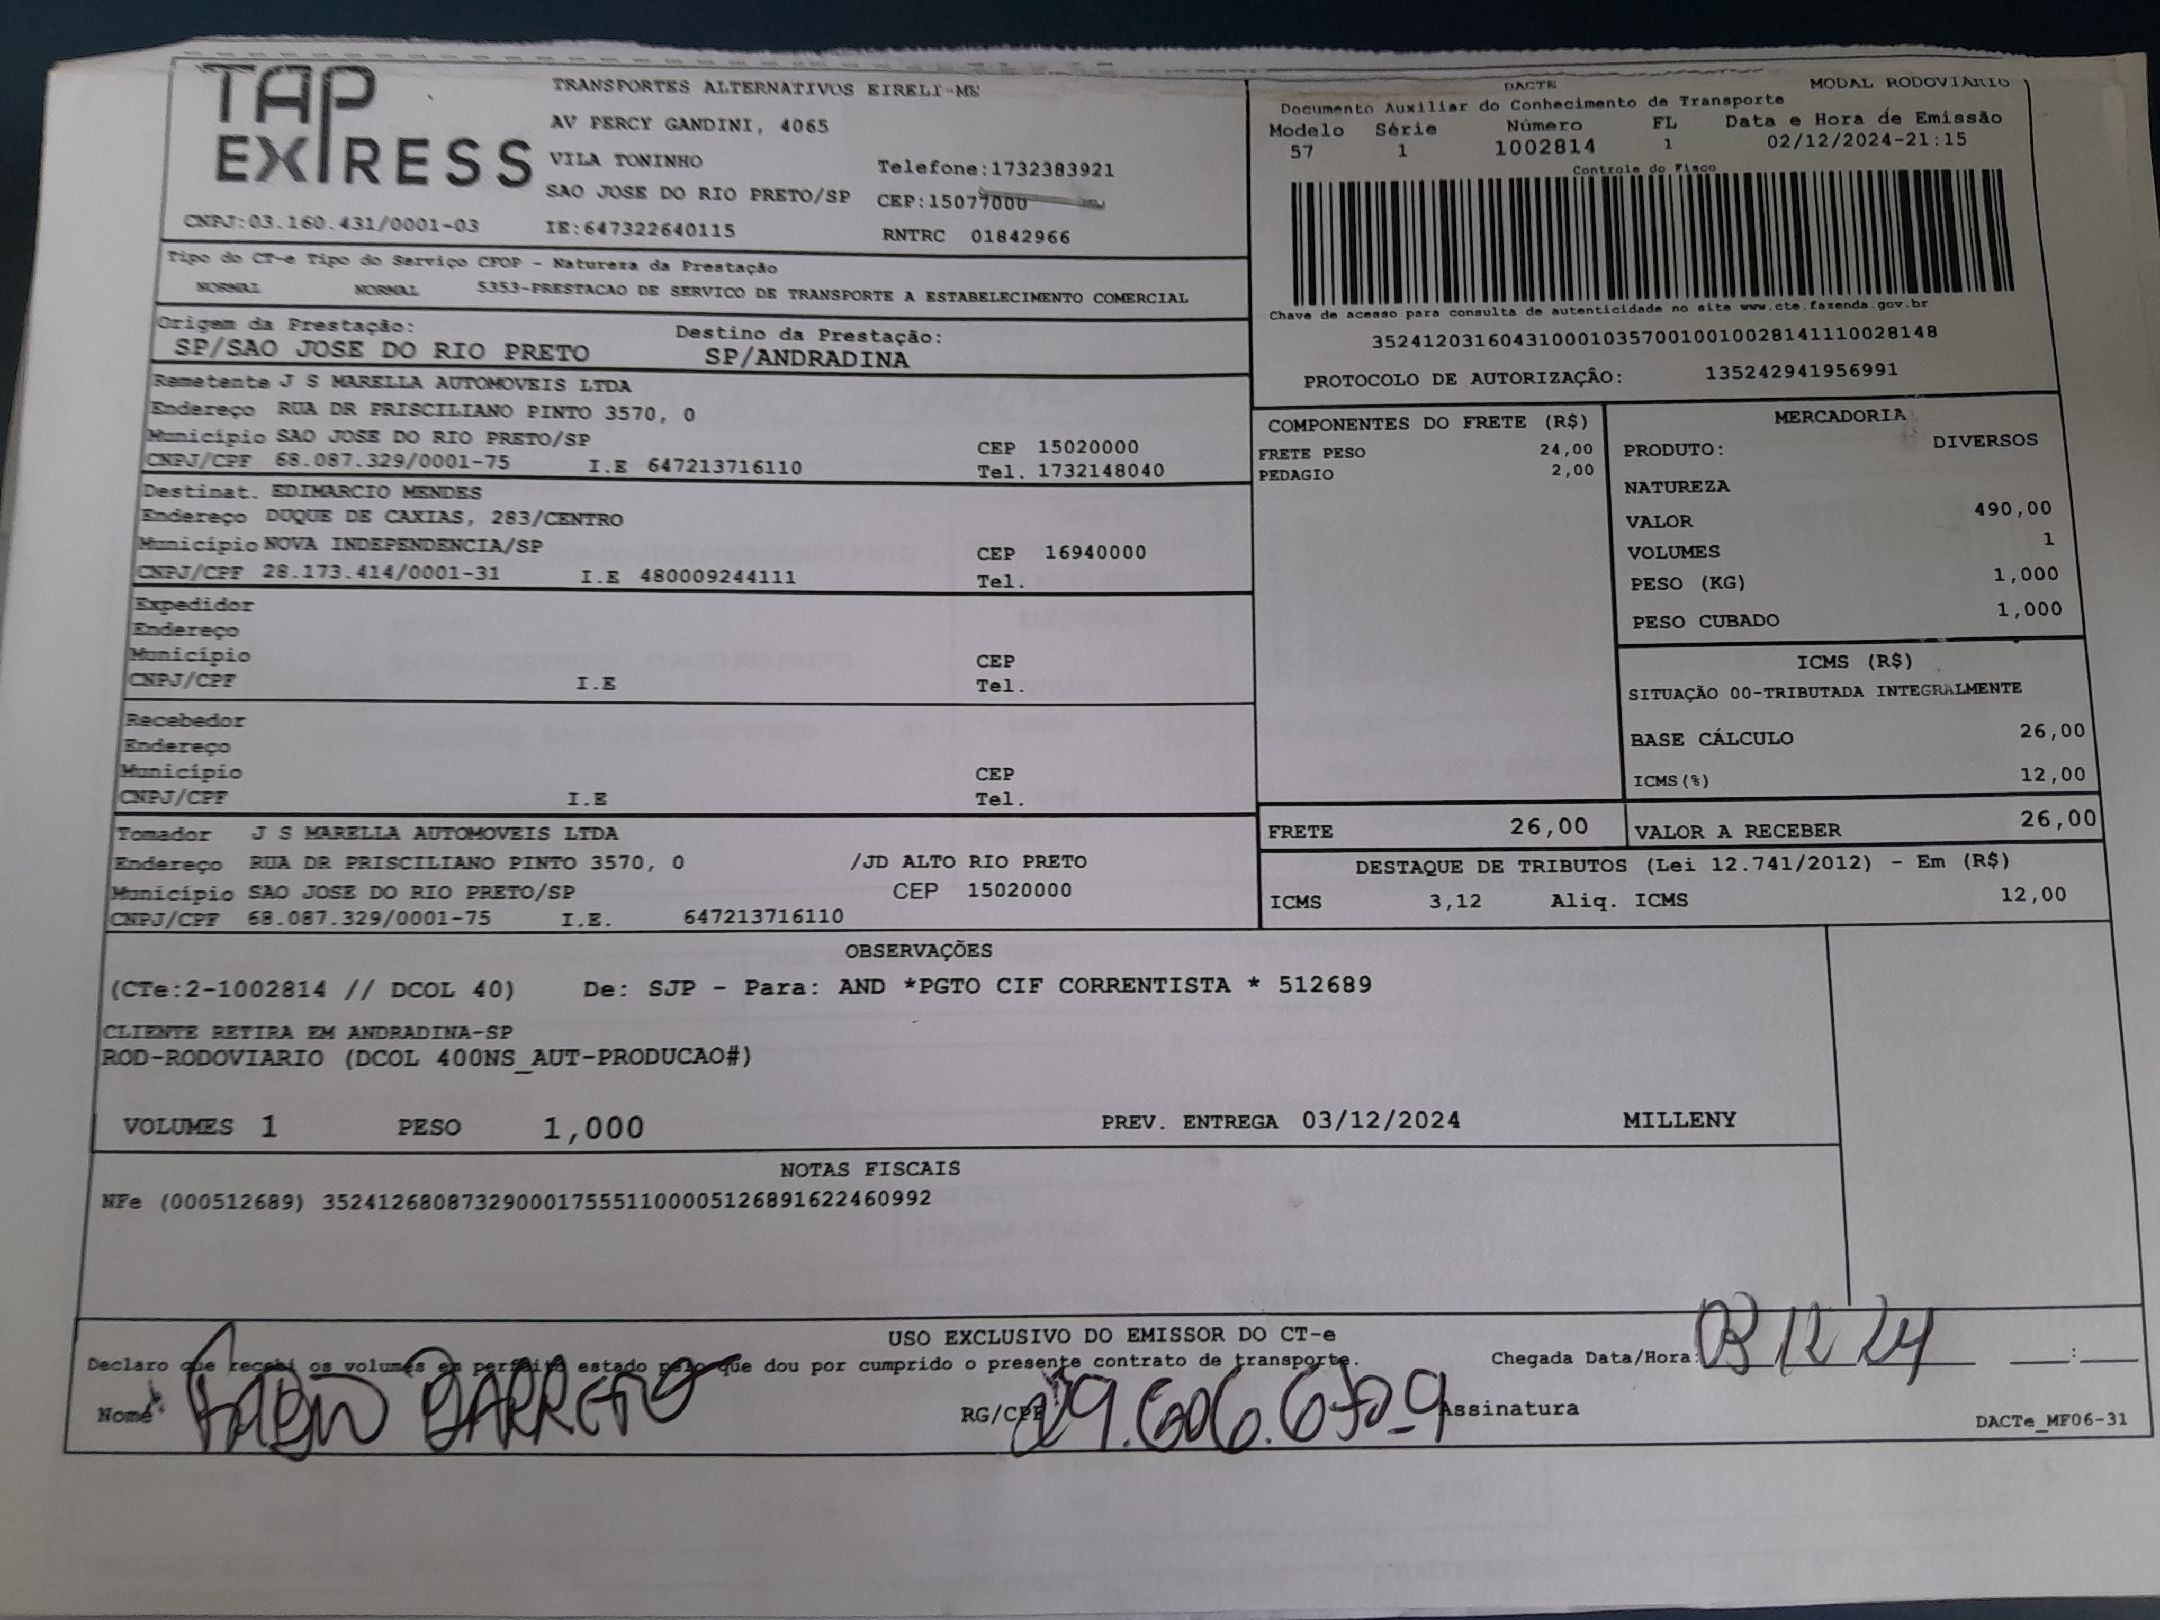 TAP EXPRESS
TRANSPORTES ALTERNATIVOS EIRELI-ME
AV PERCY GANDINI, 4065
VILA TONINHO
Telefone:1732383921
SAO JOSE DO RIO PRETO/SP
CEP:15077000
CNPJ:03.160.431/0001-03
IE:647322640115
RNTRC 01842966
DACTE
MODAL RODOVIÁRIO
Documento Auxiliar do Conhecimento de Transporte
Modelo Série Número FL Data e Hora de Emissão
57 1 1002814 1 02/12/2024-21:15
Controle do Fisco
Chave de acesso para consulta de autenticidade no site www.cte.fazenda.gov.br
35241203160431000103570010010028141110028148
PROTOCOLO DE AUTORIZAÇÂO: 135242941956991
Tipo do CT-e Tipo do Serviço CFOP - Natureza da Prestação
NORMAL NORMAL 5353-PRESTACAO DE SERVICO DE TRANSPORTE A ESTABELECIMENTO COMERCIAL
Origem da Prestação: Destino da Prestação:
SP/SAO JOSE DO RIO PRETO SP/ANDRADINA
Remetente J S MARELLA AUTOMOVEIS LTDA
Endereço RUA DR PRISCILIANO PINTO 3570, 0
Município SAO JOSE DO RIO PRETO/SP CEP 15020000
CNPJ/CPF 68.087.329/0001-75 I.E 647213716110 Tel. 1732148040
Destinat. EDIMARCIO MENDES
Endereço DUQUE DE CAXIAS, 283/CENTRO
Município NOVA INDEPENDENCIA/SP CEP 16940000
CNPJ/CPF 28.173.414/0001-31 I.E 480009244111 Tel.
Expedidor
Endereço
Município CEP
CNPJ/CPF I.E Tel.
Recebedor
Endereço
Município CEP
CNPJ/CPF I.E Tel.
Tomador J S MARELLA AUTOMOVEIS LTDA
Endereço RUA DR PRISCILIANO PINTO 3570, 0 /JD ALTO RIO PRETO
Município SAO JOSE DO RIO PRETO/SP CEP 15020000
CNPJ/CPF 68.087.329/0001-75 I.E. 647213716110
COMPONENTES DO FRETE (R$)
FRETE PESO 24,00
PEDAGIO 2,00
MERCADORIA
PRODUTO: DIVERSOS
NATUREZA
VALOR 490,00
VOLUMES 1
PESO (KG) 1,000
PESO CUBADO 1,000
ICMS (R$)
SITUAÇÃO 00-TRIBUTADA INTEGRALMENTE
BASE CÁLCULO 26,00
ICMS(%) 12,00
FRETE 26,00 VALOR A RECEBER 26,00
DESTAQUE DE TRIBUTOS (Lei 12.741/2012) - Em (R$)
ICMS 3,12 Aliq. ICMS 12,00
OBSERVAÇÕES
(CTe:2-1002814 // DCOL 40) De: SJP - Para: AND *PGTO CIF CORRENTISTA * 512689
CLIENTE RETIRA EM ANDRADINA-SP
ROD-RODOVIARIO (DCOL 400NS_AUT-PRODUCAO#)
VOLUMES 1 PESO 1,000 PREV. ENTREGA 03/12/2024 MILLENY
NOTAS FISCAIS
NFe (000512689) 35241268087329000175551100005126891622460992
USO EXCLUSIVO DO EMISSOR DO CT-e
Declaro que recebi os volumes em perfeito estado pelo que dou por cumprido o presente contrato de transporte. Chegada Data/Hora: 03 12 24 ___:___
Nome BARRETO RG/CPF Assinatura
DACTe_MF06-31